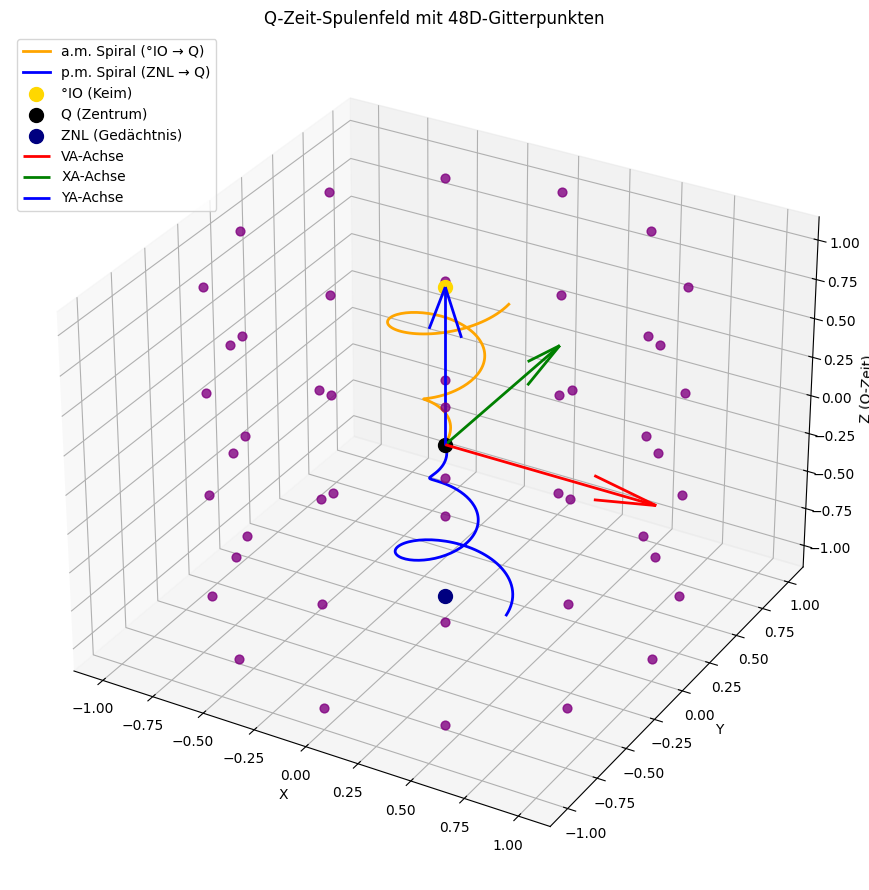 Q-Zeit-Spulenfeld mit 48D-Gitterpunkten
a.m. Spiral (°IO → Q)
p.m. Spiral (ZNL → Q)
°IO (Keim)
Q (Zentrum)
ZNL (Gedächtnis)
VA-Achse
XA-Achse
YA-Achse
1.00
0.75
0.50
0.25
0.00
−0.25
−0.50
−0.75
−1.00
Z (Q-Zeit)
−1.00
−0.75
−0.50
−0.25
0.00
0.25
0.50
0.75
1.00
X
1.00
0.75
0.50
0.25
0.00
−0.25
−0.50
−0.75
−1.00
Y